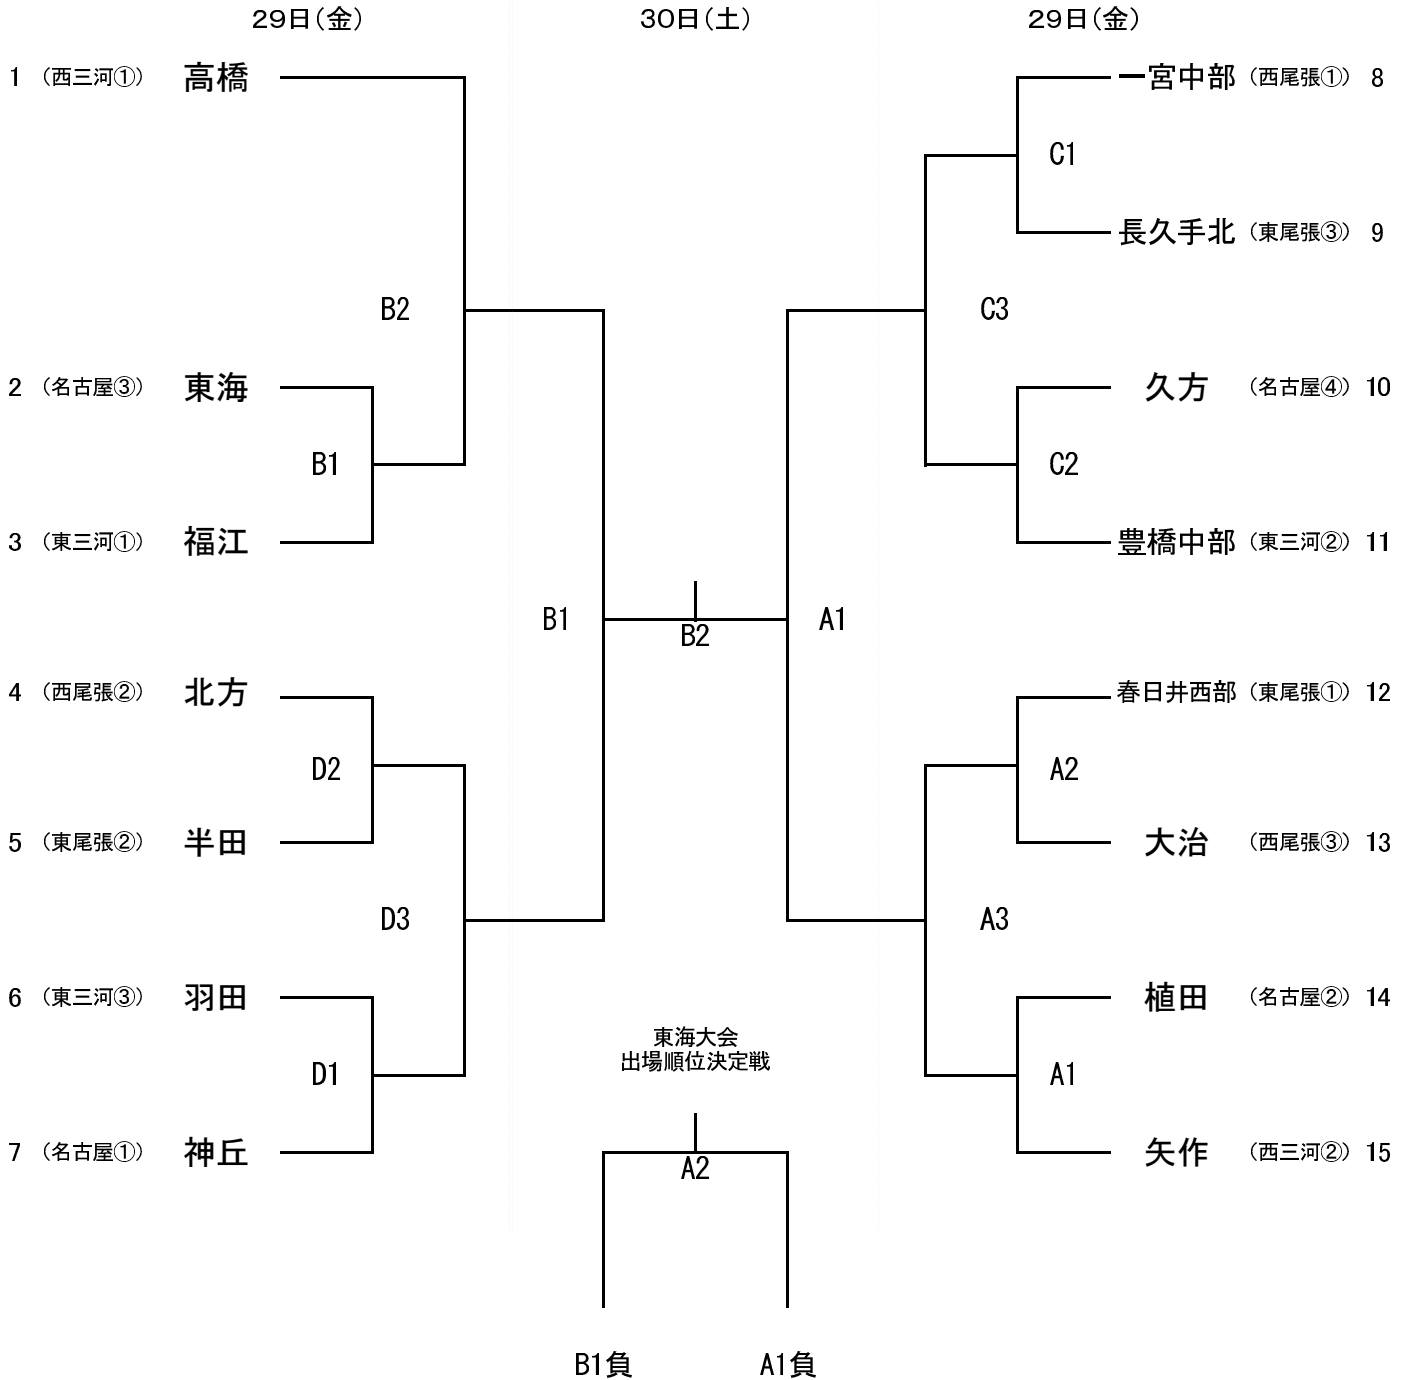 29日(金)
30日(土)
29日(金)
1 (西三河①) 高橋
B2
2 (名古屋③) 東海
B1
3 (東三河①) 福江
4 (西尾張②) 北方
D2
5 (東尾張②) 半田
D3
6 (東三河③) 羽田
D1
7 (名古屋①) 神丘
B1
B2
A1
一宮中部 (西尾張①) 8
C1
長久手北 (東尾張③) 9
C3
久方 (名古屋④) 10
C2
豊橋中部 (東三河②) 11
春日井西部 (東尾張①) 12
A2
大治 (西尾張③) 13
A3
植田 (名古屋②) 14
A1
矢作 (西三河②) 15
東海大会
出場順位決定戦
A2
B1負
A1負